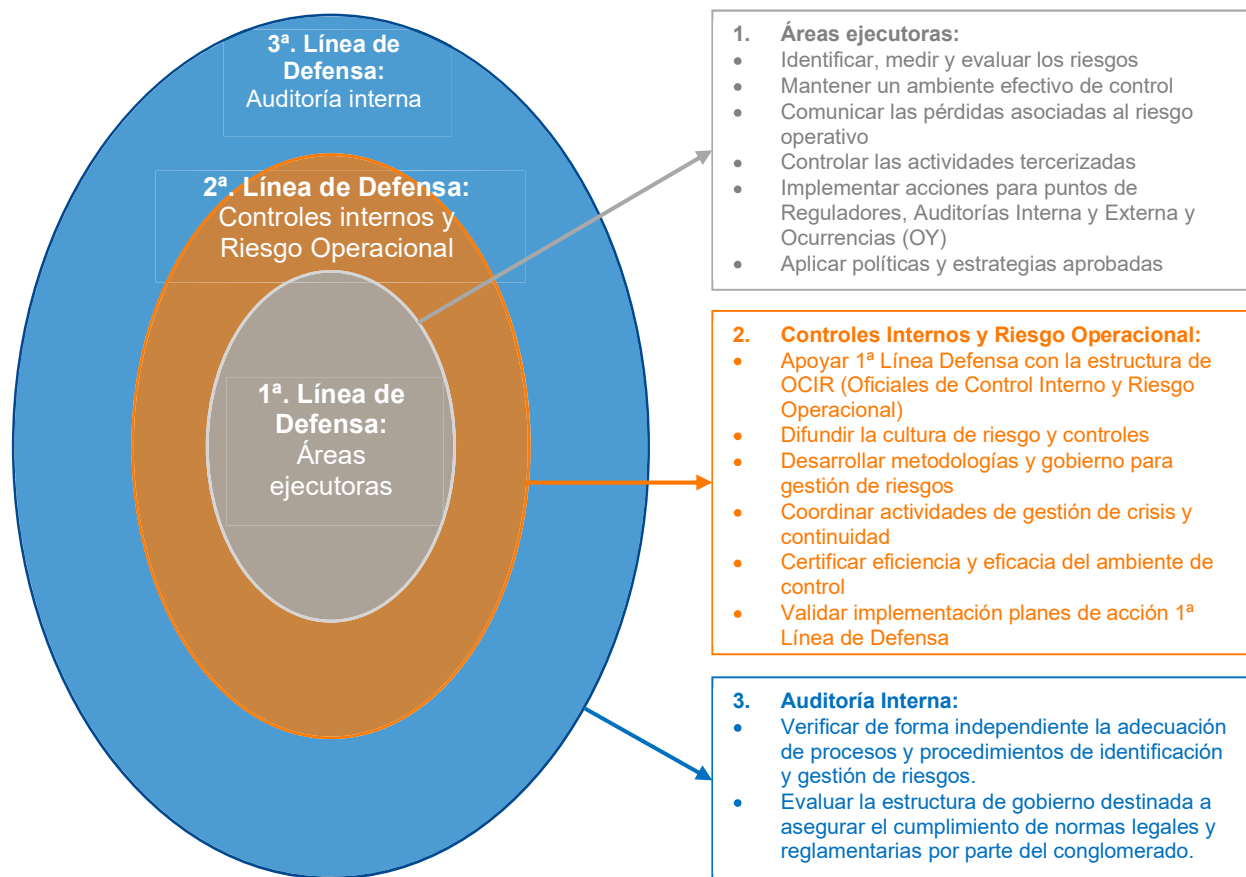 3ª. Línea de
Defensa:
Auditoría interna
2ª. Línea de Defensa:
Controles internos y
Riesgo Operacional
1ª. Línea de
Defensa:
Áreas
ejecutoras
1. Áreas ejecutoras:
• Identificar, medir y evaluar los riesgos
• Mantener un ambiente efectivo de control
• Comunicar las pérdidas asociadas al riesgo
operativo
• Controlar las actividades tercerizadas
• Implementar acciones para puntos de
Reguladores, Auditorías Interna y Externa y
Ocurrencias (OY)
• Aplicar políticas y estrategias aprobadas
2. Controles Internos y Riesgo Operacional:
• Apoyar 1ª Línea Defensa con la estructura de
OCIR (Oficiales de Control Interno y Riesgo
Operacional)
• Difundir la cultura de riesgo y controles
• Desarrollar metodologías y gobierno para
gestión de riesgos
• Coordinar actividades de gestión de crisis y
continuidad
• Certificar eficiencia y eficacia del ambiente de
control
• Validar implementación planes de acción 1ª
Línea de Defensa
3. Auditoría Interna:
• Verificar de forma independiente la adecuación
de procesos y procedimientos de identificación
y gestión de riesgos.
• Evaluar la estructura de gobierno destinada a
asegurar el cumplimiento de normas legales y
reglamentarias por parte del conglomerado.